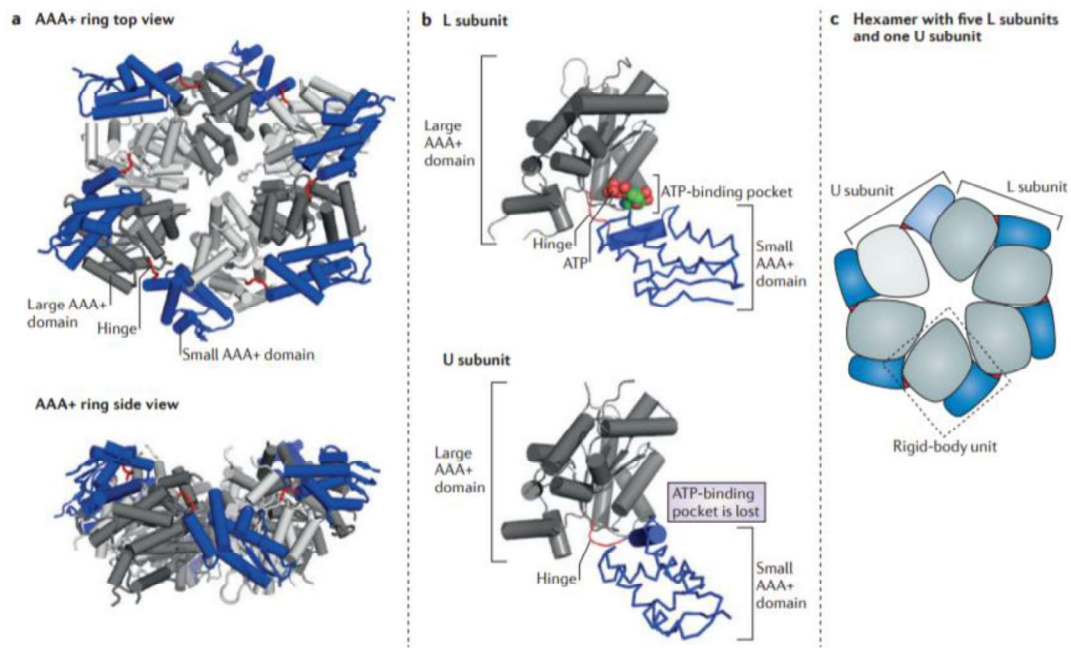 a AAA+ ring top view
Large AAA+
domain
Hinge
Small AAA+ domain
AAA+ ring side view
b L subunit
Large
AAA+
domain
ATP-binding pocket
Hinge
ATP
Small
AAA+
domain
U subunit
Large
AAA+
domain
ATP-binding
pocket is lost
Hinge
Small
AAA+
domain
c Hexamer with five L subunits
and one U subunit
U subunit
L subunit
Rigid-body unit